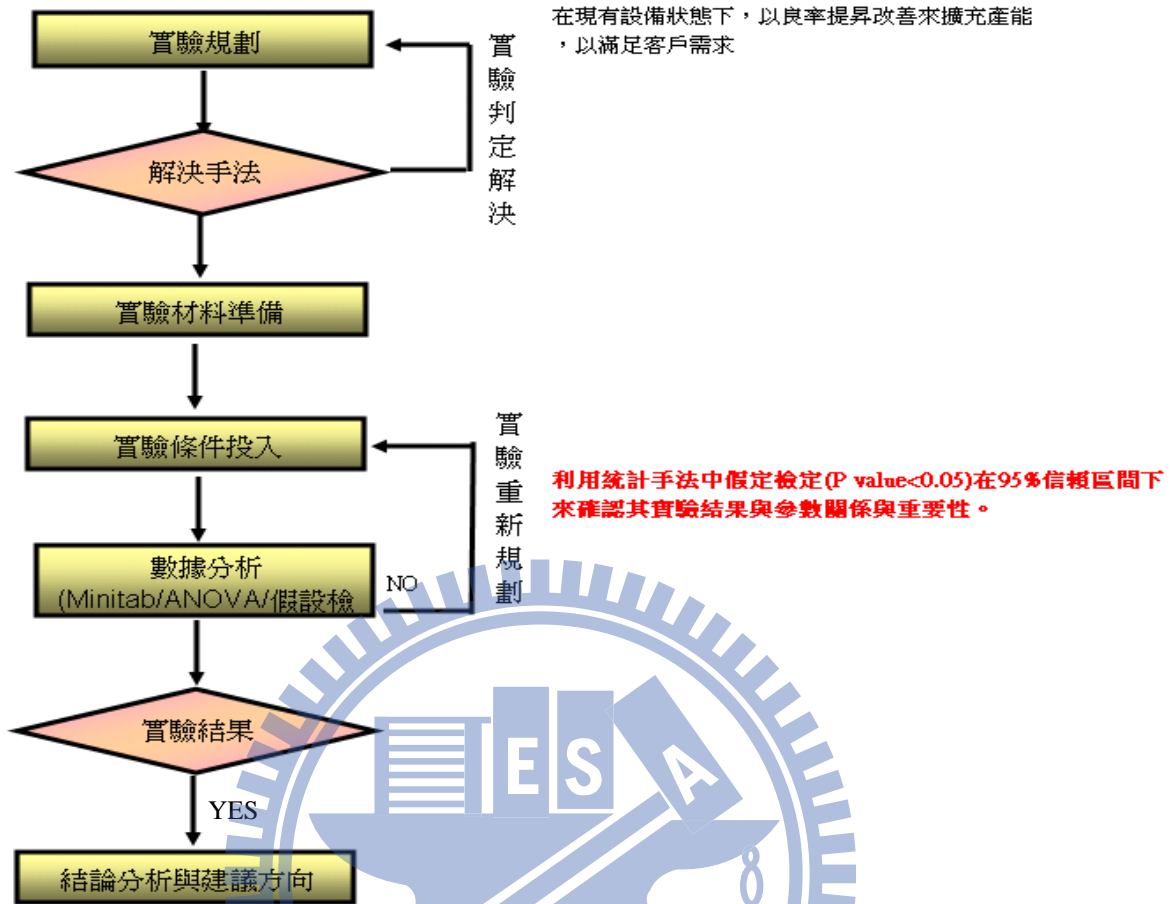 在現有設備狀態下，以良率提昇改善來擴充產能
，以滿足客戶需求
實驗規劃
實驗判定解決
解決手法
實驗材料準備
實驗條件投入
實驗重新規劃
利用統計手法中假定檢定(P value<0.05)在95%信賴區間下
來確認其實驗結果與參數關係與重要性。
數據分析
(Minitab/ANOVA/假設檢
NO
實驗結果
YES
結論分析與建議方向
E S A
8